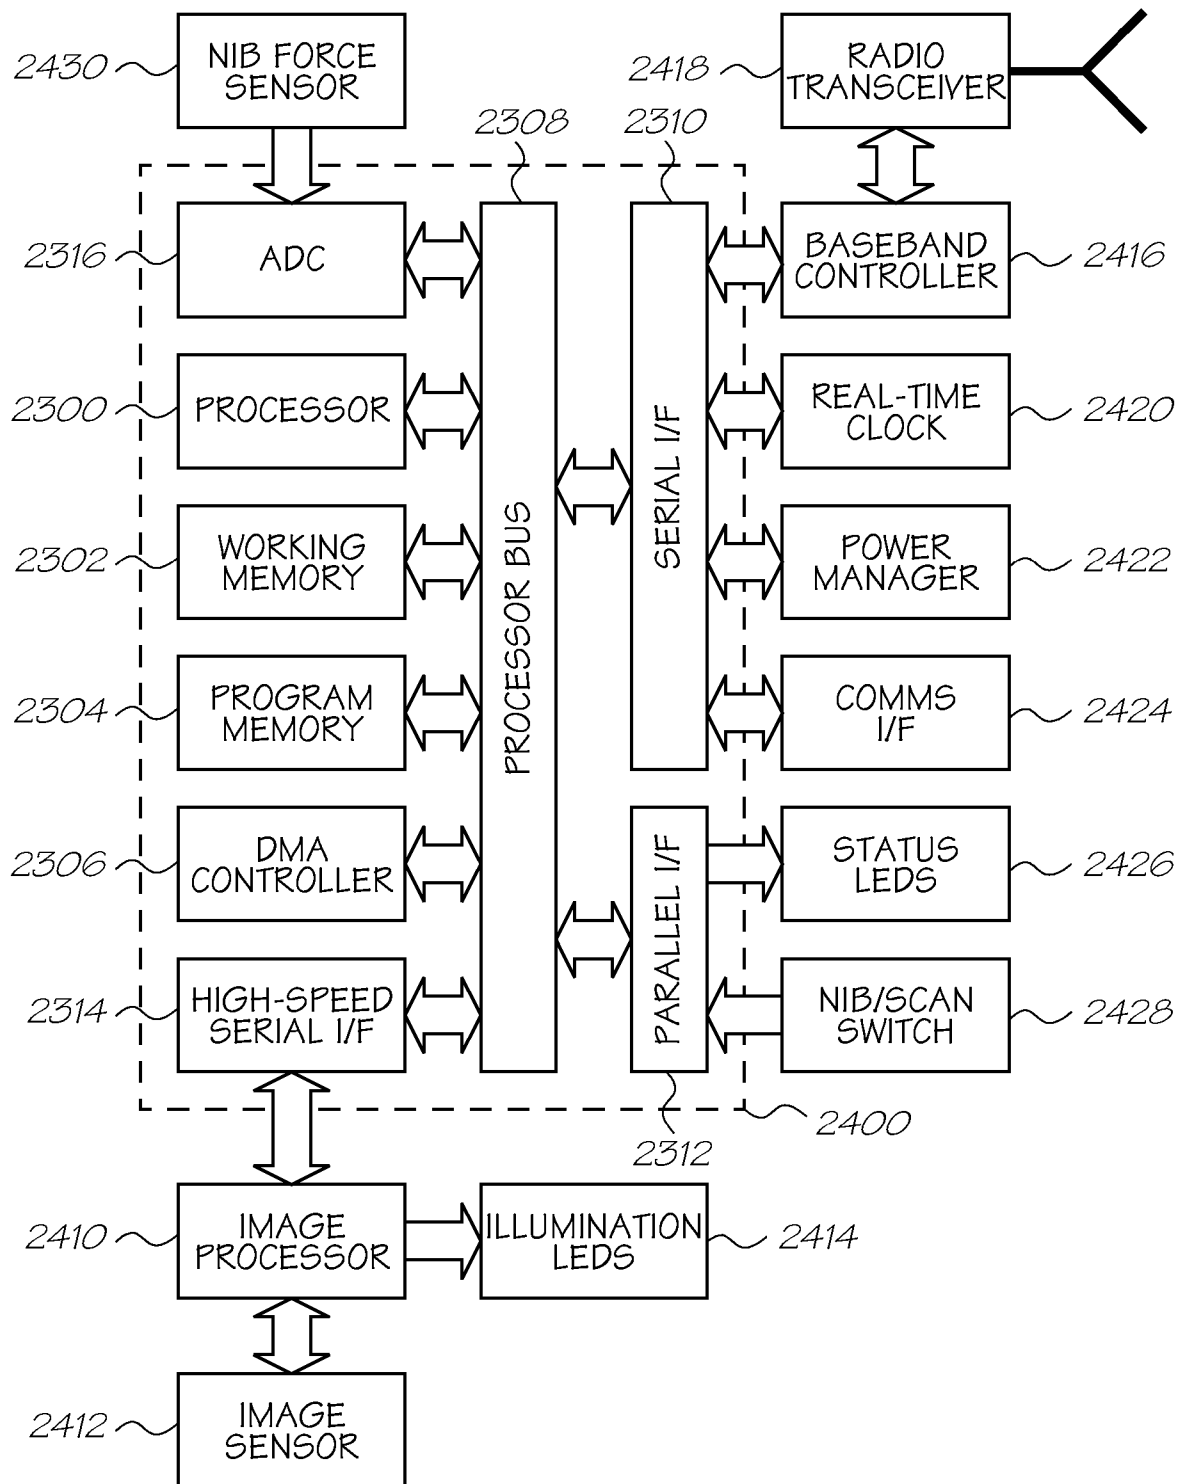 2430
NIB FORCE
SENSOR
2418
RADIO
TRANSCEIVER
2308
2310
2316
ADC
BASEBAND
CONTROLLER
2416
2300
PROCESSOR
REAL-TIME
CLOCK
2420
2302
WORKING
MEMORY
PROCESSOR BUS
SERIAL I/F
POWER
MANAGER
2422
2304
PROGRAM
MEMORY
COMMS
I/F
2424
2306
DMA
CONTROLLER
PARALLEL I/F
STATUS
LEDS
2426
2314
HIGH-SPEED
SERIAL I/F
NIB/SCAN
SWITCH
2428
2312
2400
2410
IMAGE
PROCESSOR
ILLUMINATION
LEDS
2414
2412
IMAGE
SENSOR